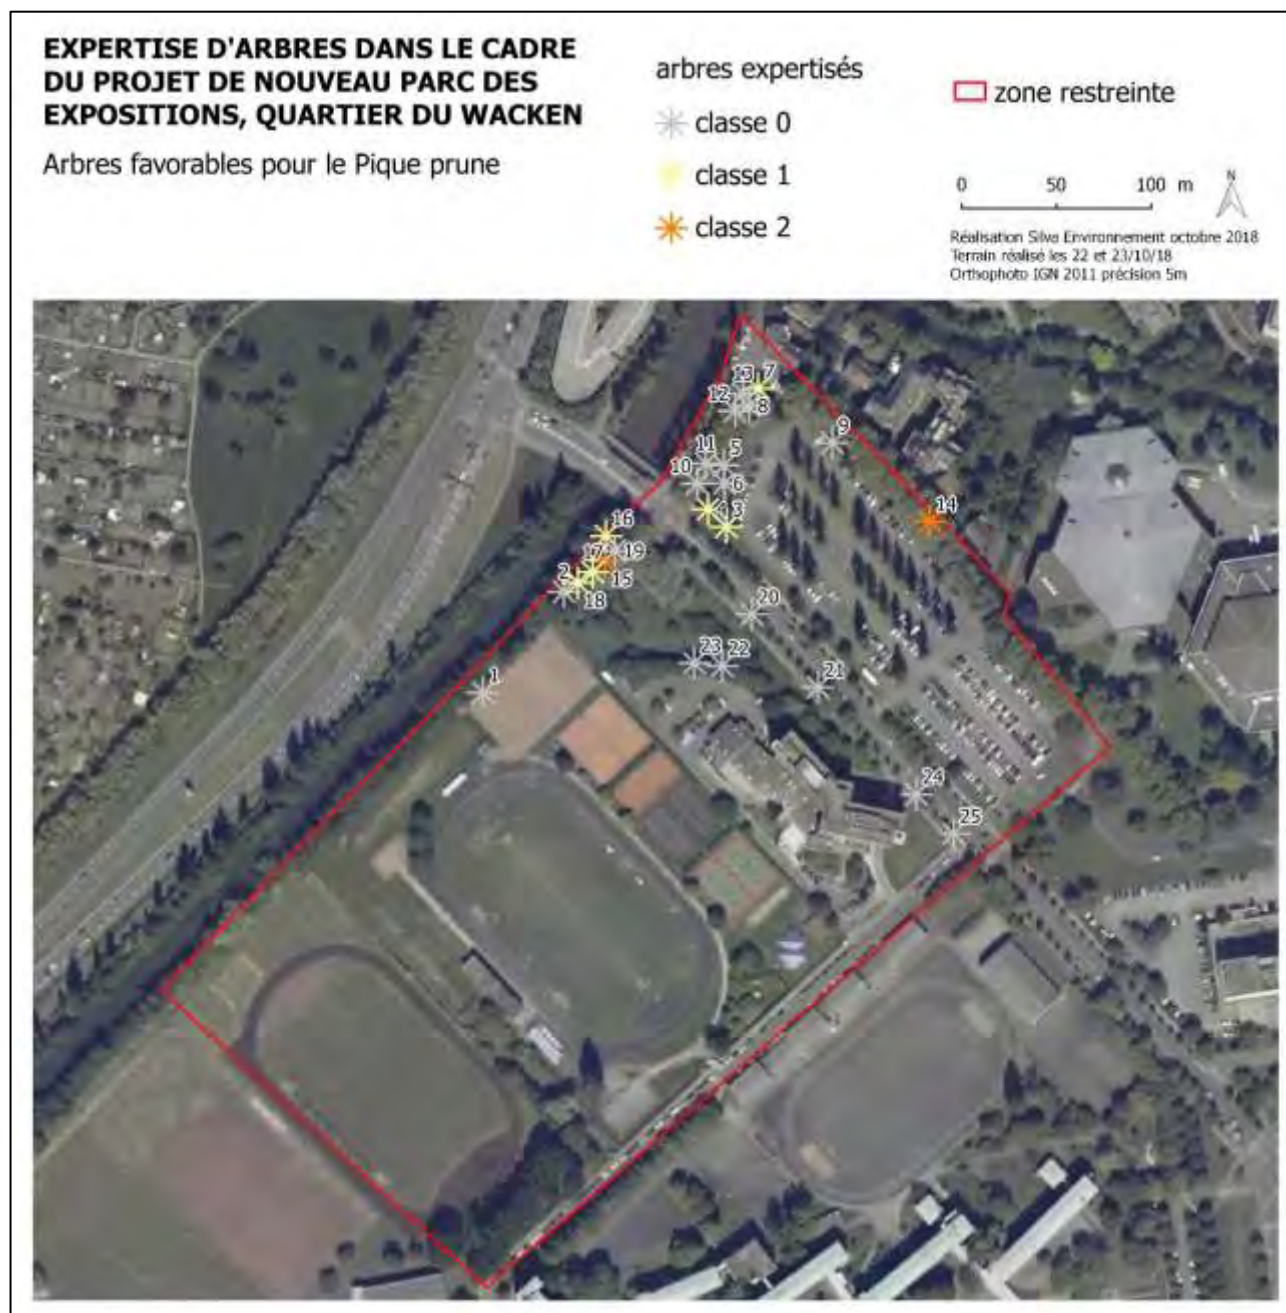 EXPERTISE D'ARBRES DANS LE CADRE
DU PROJET DE NOUVEAU PARC DES
EXPOSITIONS, QUARTIER DU WACKEN
Arbres favorables pour le Pique prune
arbres expertisés
classe 0
classe 1
classe 2
zone restreinte
0 50 100 m
N
Réalisation Silva Environnement octobre 2018
Terrain réalisé les 22 et 23/10/18
Orthophoto IGN 2011 précision 5m
13 7
12 8
9
11 5
10 6
4 3
14
16
17 19
2 15
18
20
23 22
21
1
24
25